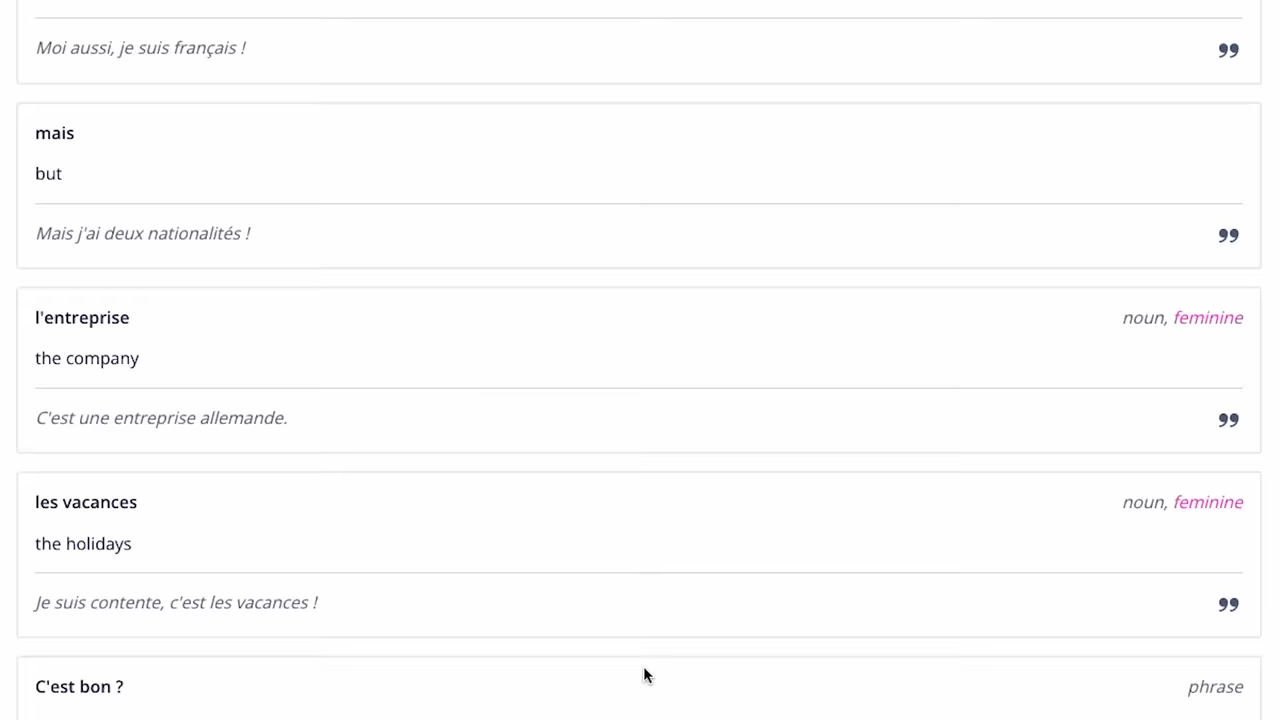 Moi aussi, je suis français !
mais
but
Mais j'ai deux nationalités !
l'entreprise
noun, feminine
the company
C'est une entreprise allemande.
les vacances
noun, feminine
the holidays
Je suis contente, c'est les vacances !
C'est bon ?
phrase